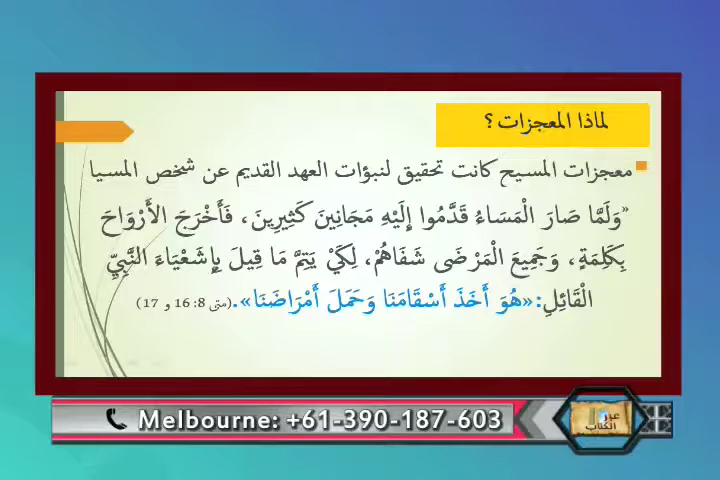 لماذا المعجزات ؟
معجزات المسيح كانت تحقيق لنبؤات العهد القديم عن شخص المسيا
”وَلَمَّا صَارَ الْمَسَاءُ قَدَّمُوا إِلَيْهِ مَجَانِينَ كَثِيرِينَ، فَأَخْرَجَ الأَرْوَاحَ
بِكَلِمَةٍ، وَجَمِيعَ الْمَرْضَى شَفَاهُمْ، لِكَيْ يَتِمَّ مَا قِيلَ بِإِشَعْيَاءَ النَّبِيِّ
الْقَائِلِ:«هُوَ أَخَذَ أَسْقَامَنَا وَحَمَلَ أَمْرَاضَنَا».(متى 8: 16 و 17)
Melbourne: +61-390-187-603
الكتاب